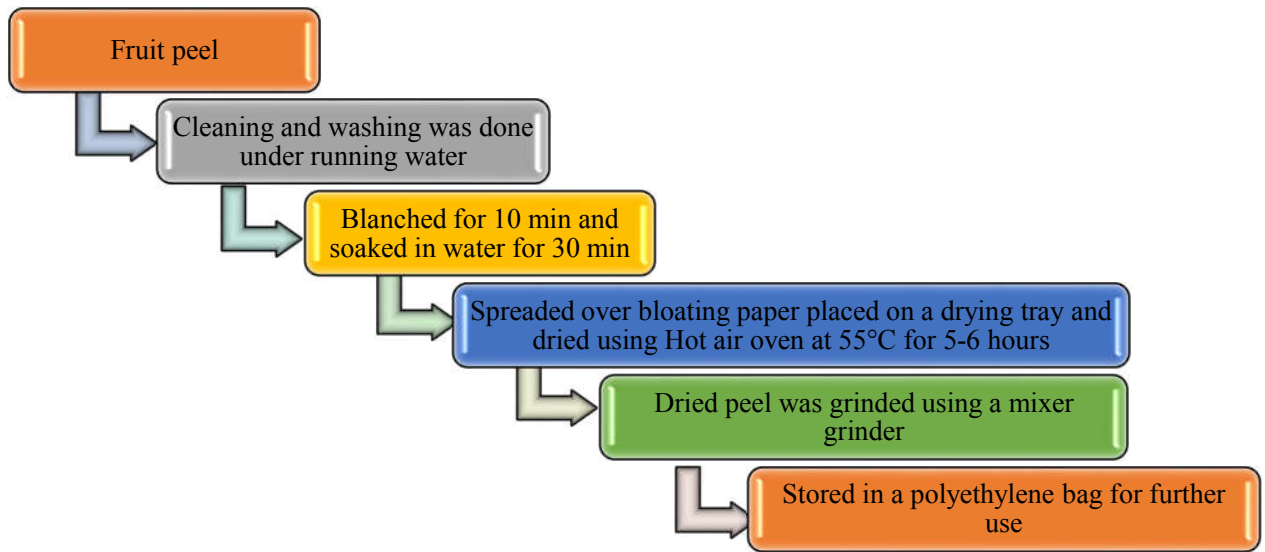 Fruit peel
Cleaning and washing was done
under running water
Blanched for 10 min and
soaked in water for 30 min
Spreaded over bloating paper placed on a drying tray and
dried using Hot air oven at 55°C for 5-6 hours
Dried peel was grinded using a mixer
grinder
Stored in a polyethylene bag for further
use